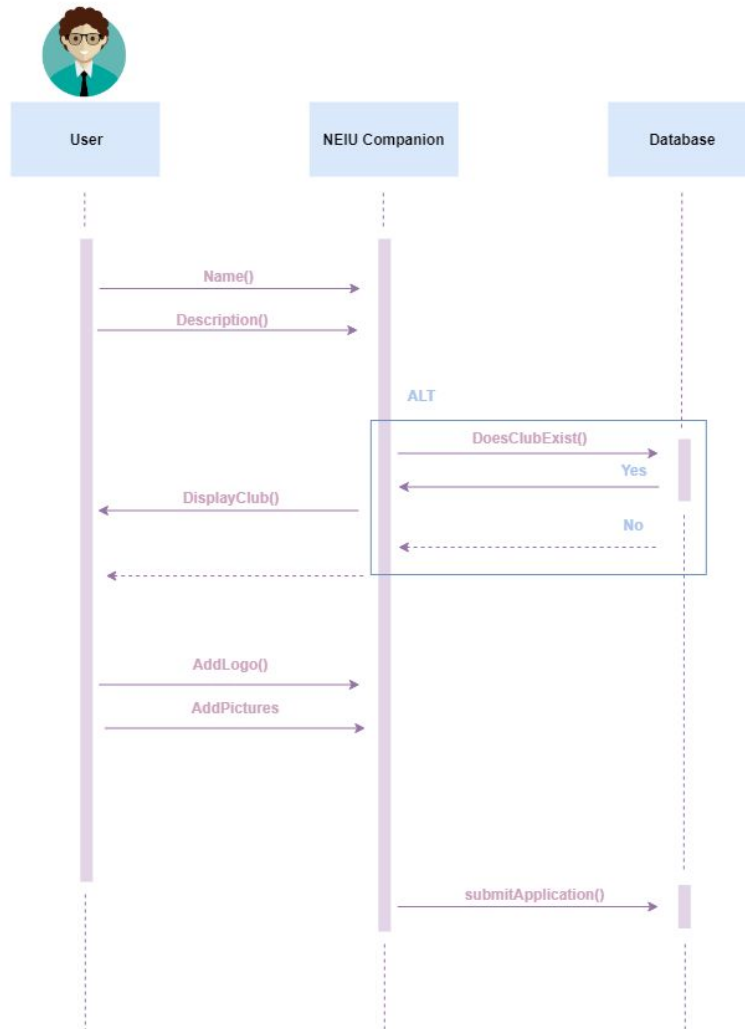 User
NEIU Companion
Database
Name()
Description()
ALT
DoesClubExist()
Yes
DisplayClub()
No
AddLogo()
AddPictures
submitApplication()